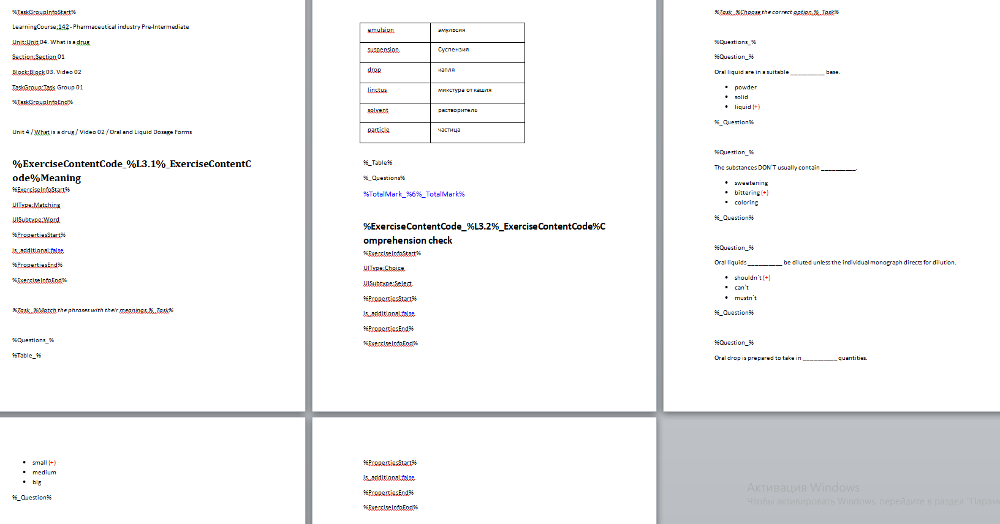 %TaskGroupInfoStart%
LearningCourse:142 - Pharmaceutical industry Pre-Intermediate
Unit:Unit 04. What is a drug
Section:Section 01
Block:Block 03. Video 02
TaskGroup:Task Group 01
%TaskGroupInfoEnd%
Unit 4 / What is a drug / Video 02 / Oral and Liquid Dosage Forms
%ExerciseContentCode_%L3.1%_ExerciseContentC
ode%Meaning
%ExerciseInfoStart%
UIType:Matching
UISubtype:Word
%PropertiesStart%
is_additional:false
%PropertiesEnd%
%ExerciseInfoEnd%
%Task_%Match the phrases with their meanings.%_Task%
%Questions_%
%Table_%
emulsion эмульсия
suspension Суспензия
drop капля
linctus микстура от кашля
solvent растворитель
particle частица
%_Table%
%_Questions%
%TotalMark_%6%_TotalMark%
%ExerciseContentCode_%L3.2%_ExerciseContentCode%C
omprehension check
%ExerciseInfoStart%
UIType:Choice
UISubtype:Select
%PropertiesStart%
is_additional:false
%PropertiesEnd%
%ExerciseInfoEnd%
%Task_%Choose the correct option.%_Task%
%Questions_%
%Question_%
Oral liquid are in a suitable __________ base.
• powder
• solid
• liquid (+)
%_Question%
%Question_%
The substances DON`T usually contain __________.
• sweetening
• bittering (+)
• coloring
%_Question%
%Question_%
Oral liquids __________ be diluted unless the individual monograph directs for dilution.
• shouldn`t (+)
• can`t
• mustn`t
%_Question%
%Question_%
Oral drop is prepared to take in __________ quantities.
• small (+)
• medium
• big
%_Question%
%PropertiesStart%
is_additional:false
%PropertiesEnd%
%ExerciseInfoEnd%
Активация Windows
Чтобы активировать Windows, перейдите в раздел "Парам